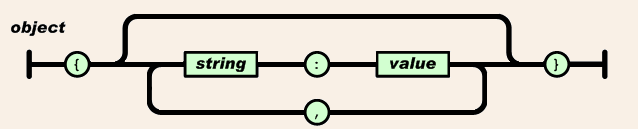 object
{ string : value }
,